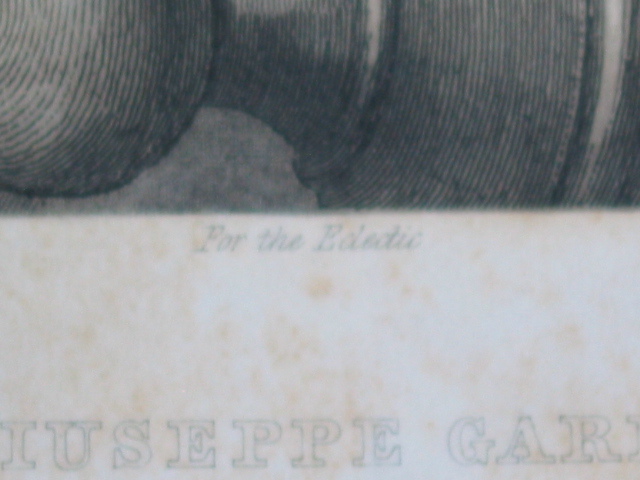 For the Eclectic
IUSEPPE GARI